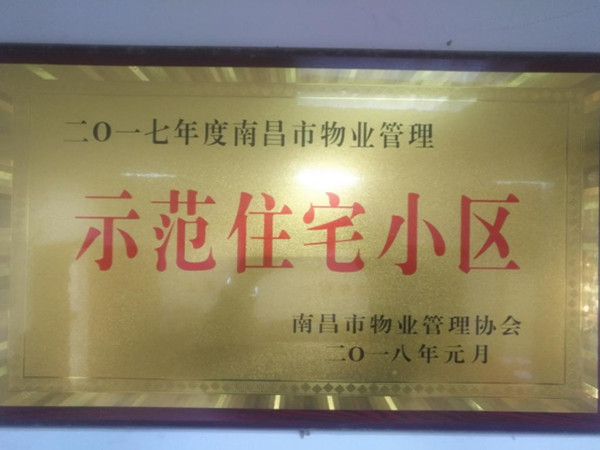 二O一七年度南昌市物业管理
示范住宅小区
南昌市物业管理协会
二O一八年元月